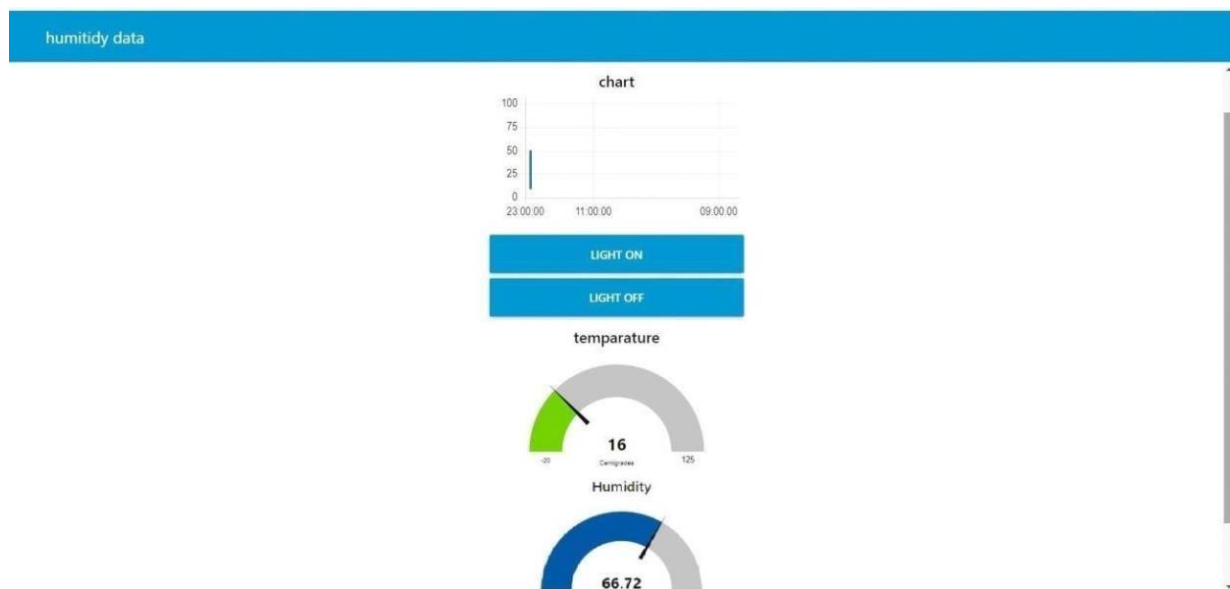 humitidy data
chart
100
75
50
25
0
23:00:00 11:00:00 09:00:00
LIGHT ON
LIGHT OFF
temparature
16
-20 Centigrades 125
Humidity
66.72